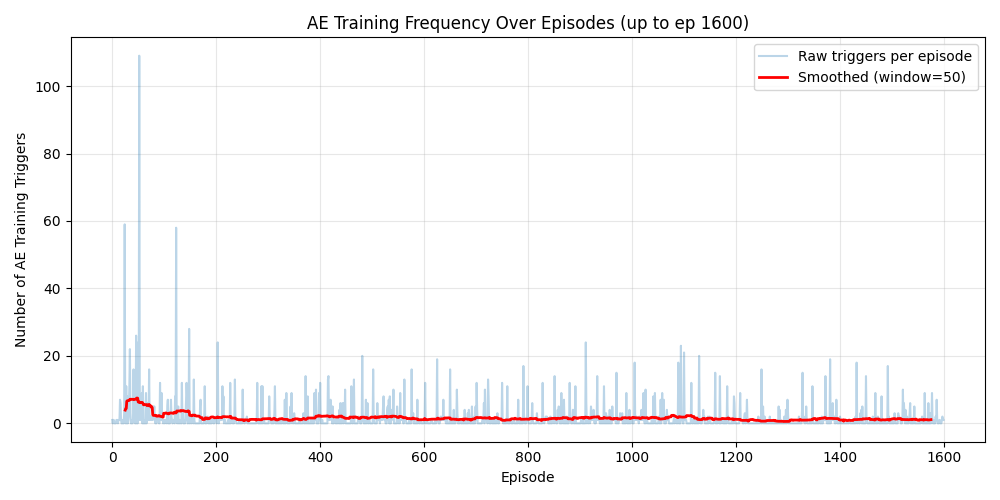 AE Training Frequency Over Episodes (up to ep 1600)
Raw triggers per episode
Smoothed (window=50)
Number of AE Training Triggers
100
80
60
40
20
0
0 200 400 600 800 1000 1200 1400 1600
Episode